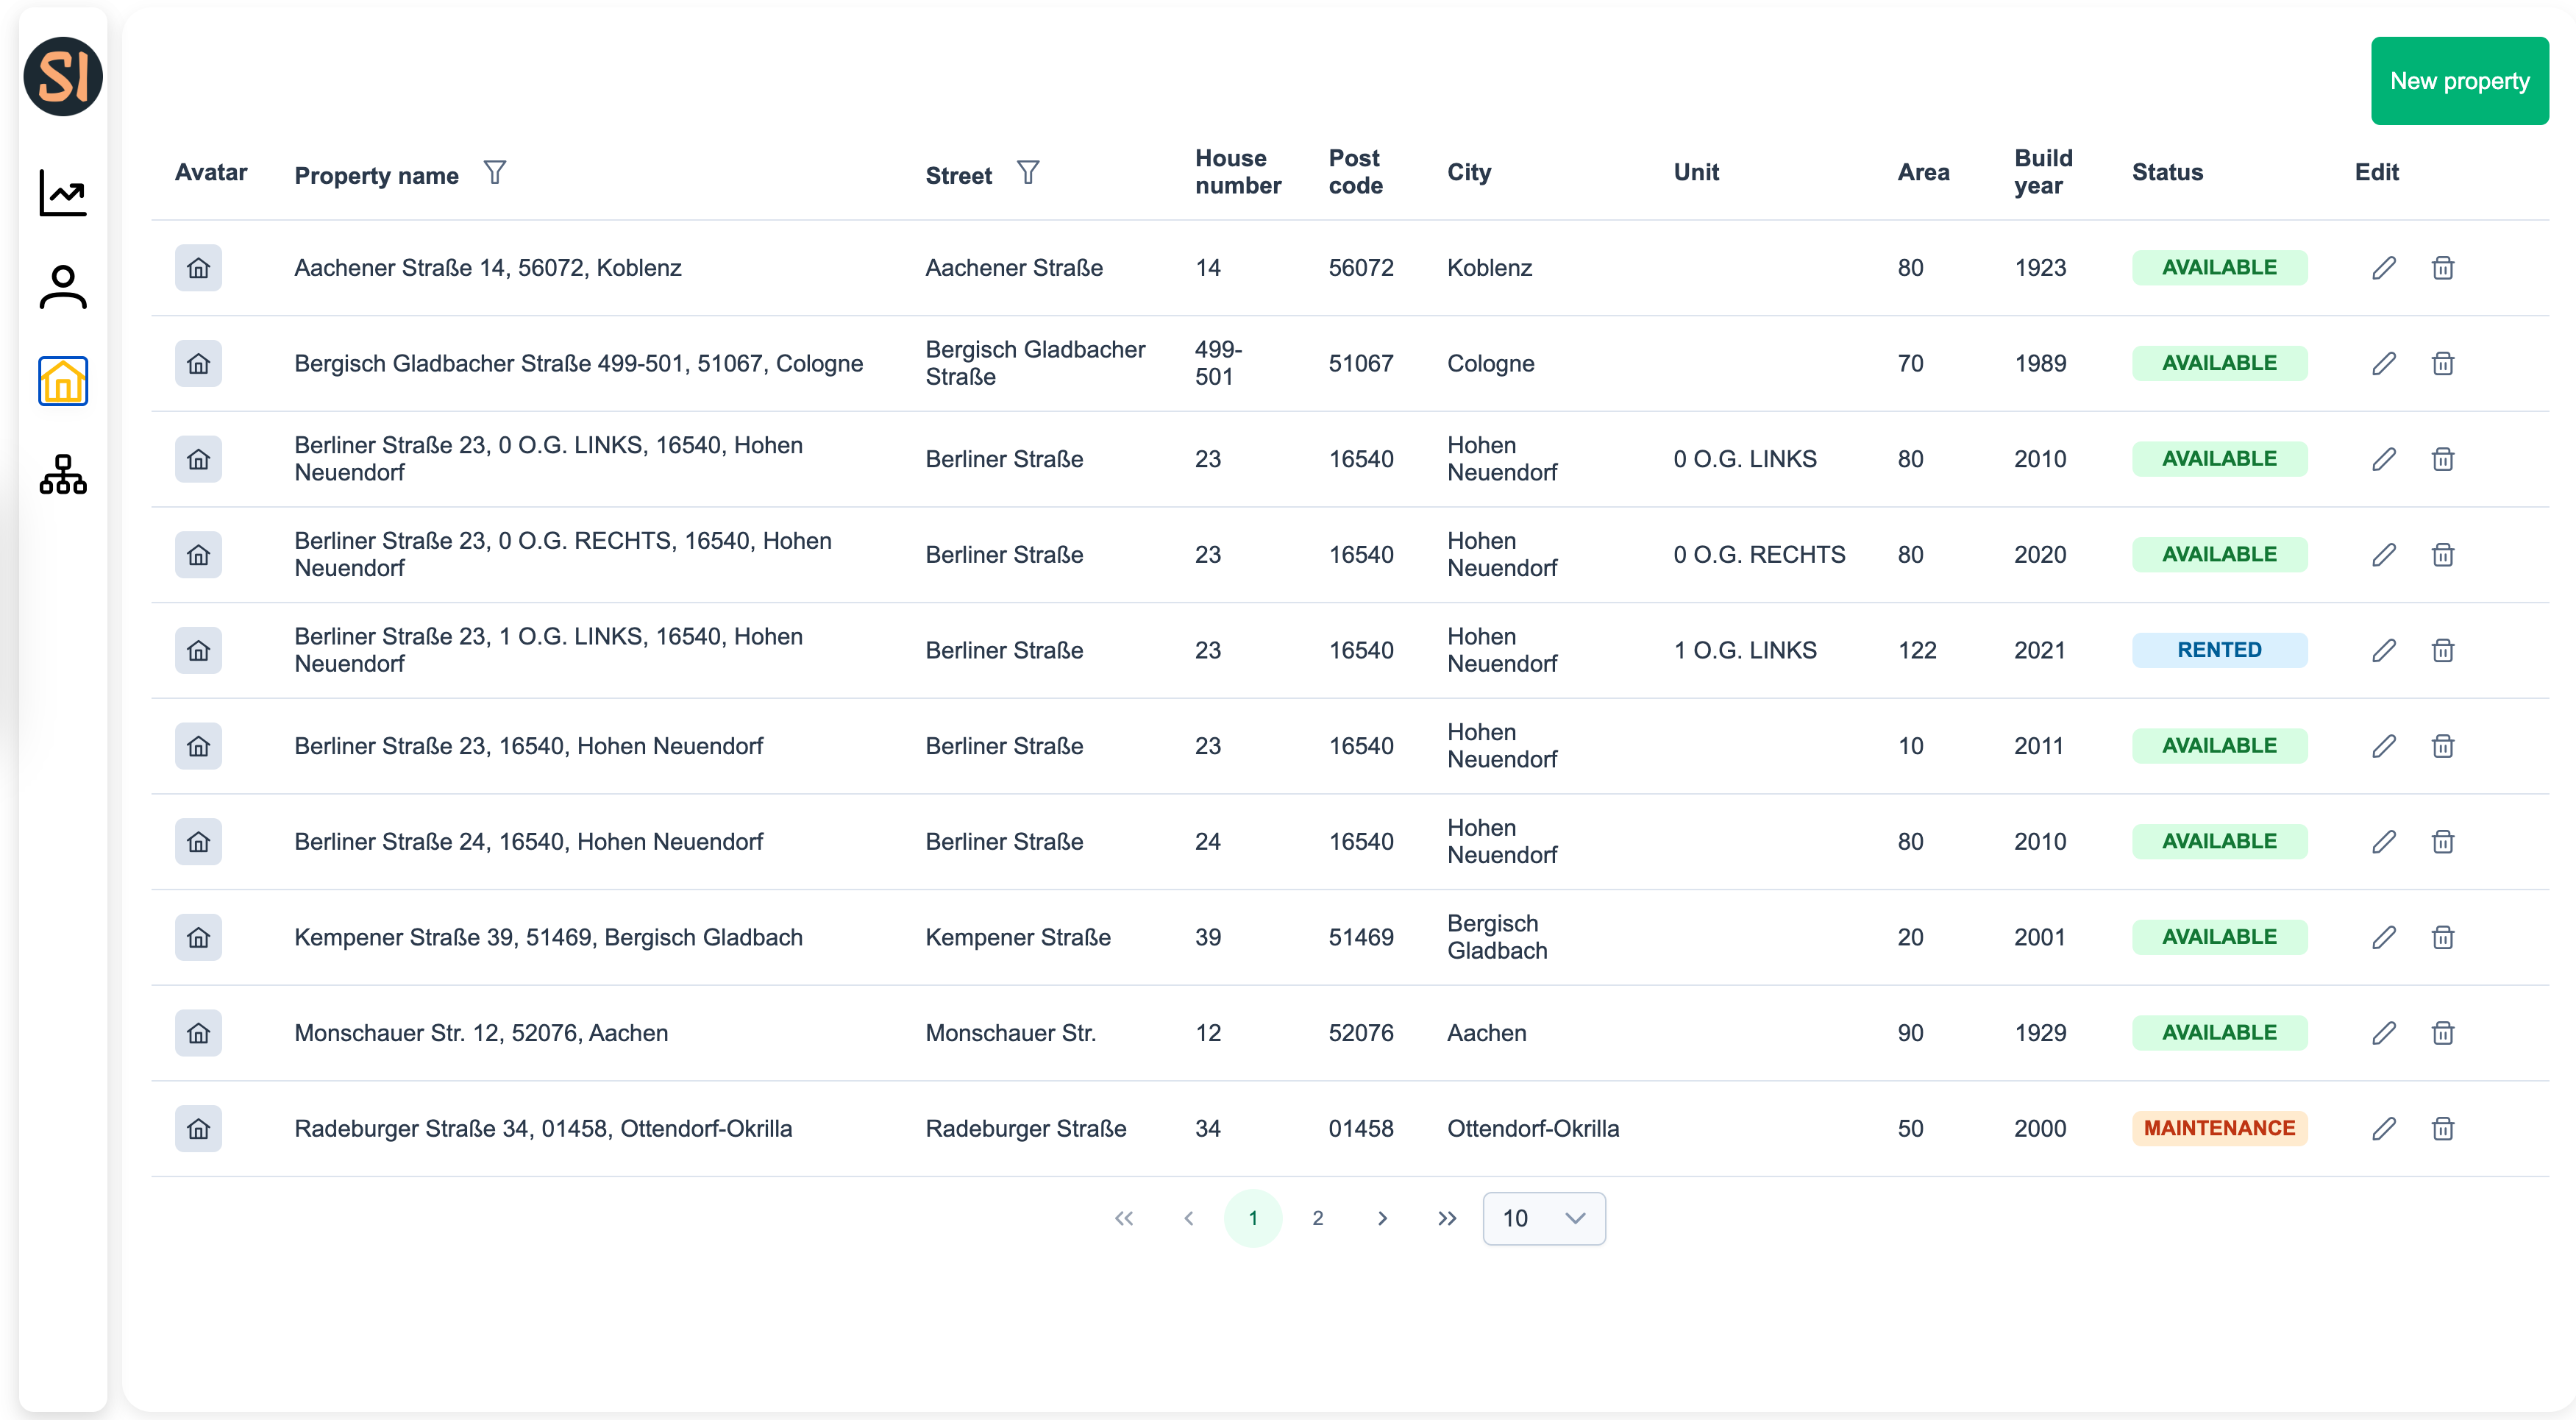 SI
New property
Avatar Property name Street House number Post code City Unit Area Build year Status Edit
Aachener Straße 14, 56072, Koblenz Aachener Straße 14 56072 Koblenz 80 1923 AVAILABLE
Bergisch Gladbacher Straße 499-501, 51067, Cologne Bergisch Gladbacher Straße 499-501 51067 Cologne 70 1989 AVAILABLE
Berliner Straße 23, 0 O.G. LINKS, 16540, Hohen Neuendorf Berliner Straße 23 16540 Hohen Neuendorf 0 O.G. LINKS 80 2010 AVAILABLE
Berliner Straße 23, 0 O.G. RECHTS, 16540, Hohen Neuendorf Berliner Straße 23 16540 Hohen Neuendorf 0 O.G. RECHTS 80 2020 AVAILABLE
Berliner Straße 23, 1 O.G. LINKS, 16540, Hohen Neuendorf Berliner Straße 23 16540 Hohen Neuendorf 1 O.G. LINKS 122 2021 RENTED
Berliner Straße 23, 16540, Hohen Neuendorf Berliner Straße 23 16540 Hohen Neuendorf 10 2011 AVAILABLE
Berliner Straße 24, 16540, Hohen Neuendorf Berliner Straße 24 16540 Hohen Neuendorf 80 2010 AVAILABLE
Kempener Straße 39, 51469, Bergisch Gladbach Kempener Straße 39 51469 Bergisch Gladbach 20 2001 AVAILABLE
Monschauer Str. 12, 52076, Aachen Monschauer Str. 12 52076 Aachen 90 1929 AVAILABLE
Radeburger Straße 34, 01458, Ottendorf-Okrilla Radeburger Straße 34 01458 Ottendorf-Okrilla 50 2000 MAINTENANCE
1 2 10